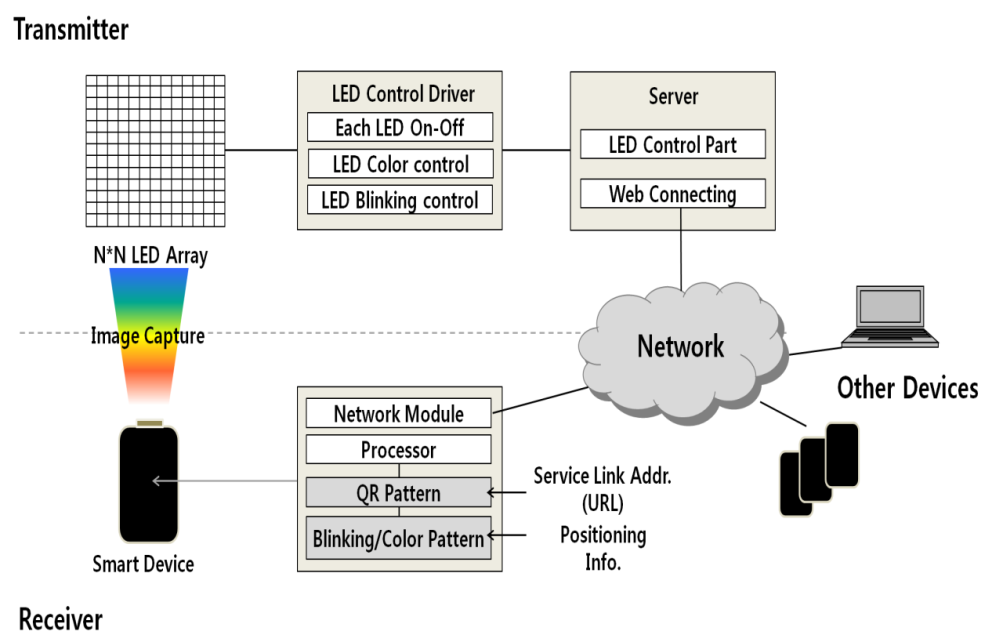 Transmitter
LED Control Driver
Each LED On-Off
LED Color control
LED Blinking control
Server
LED Control Part
Web Connecting
N*N LED Array
Image Capture
Network
Other Devices
Network Module
Processor
QR Pattern
Blinking/Color Pattern
Service Link Addr.
(URL)
Positioning
Info.
Smart Device
Receiver